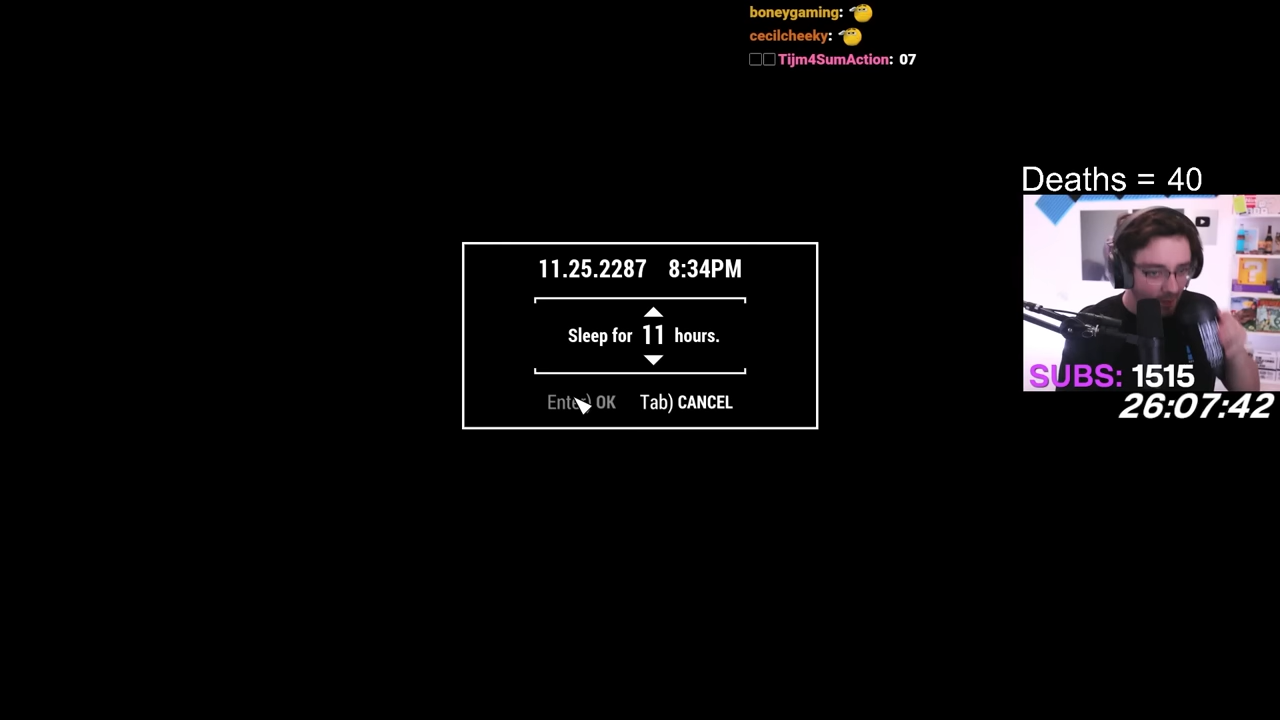 boneygaming:
cecilcheeky:
Tijm4SumAction: 07
Deaths = 40
11.25.2287 8:34PM
Sleep for 11 hours.
Enter) OK Tab) CANCEL
SUBS: 1515
26:07:42